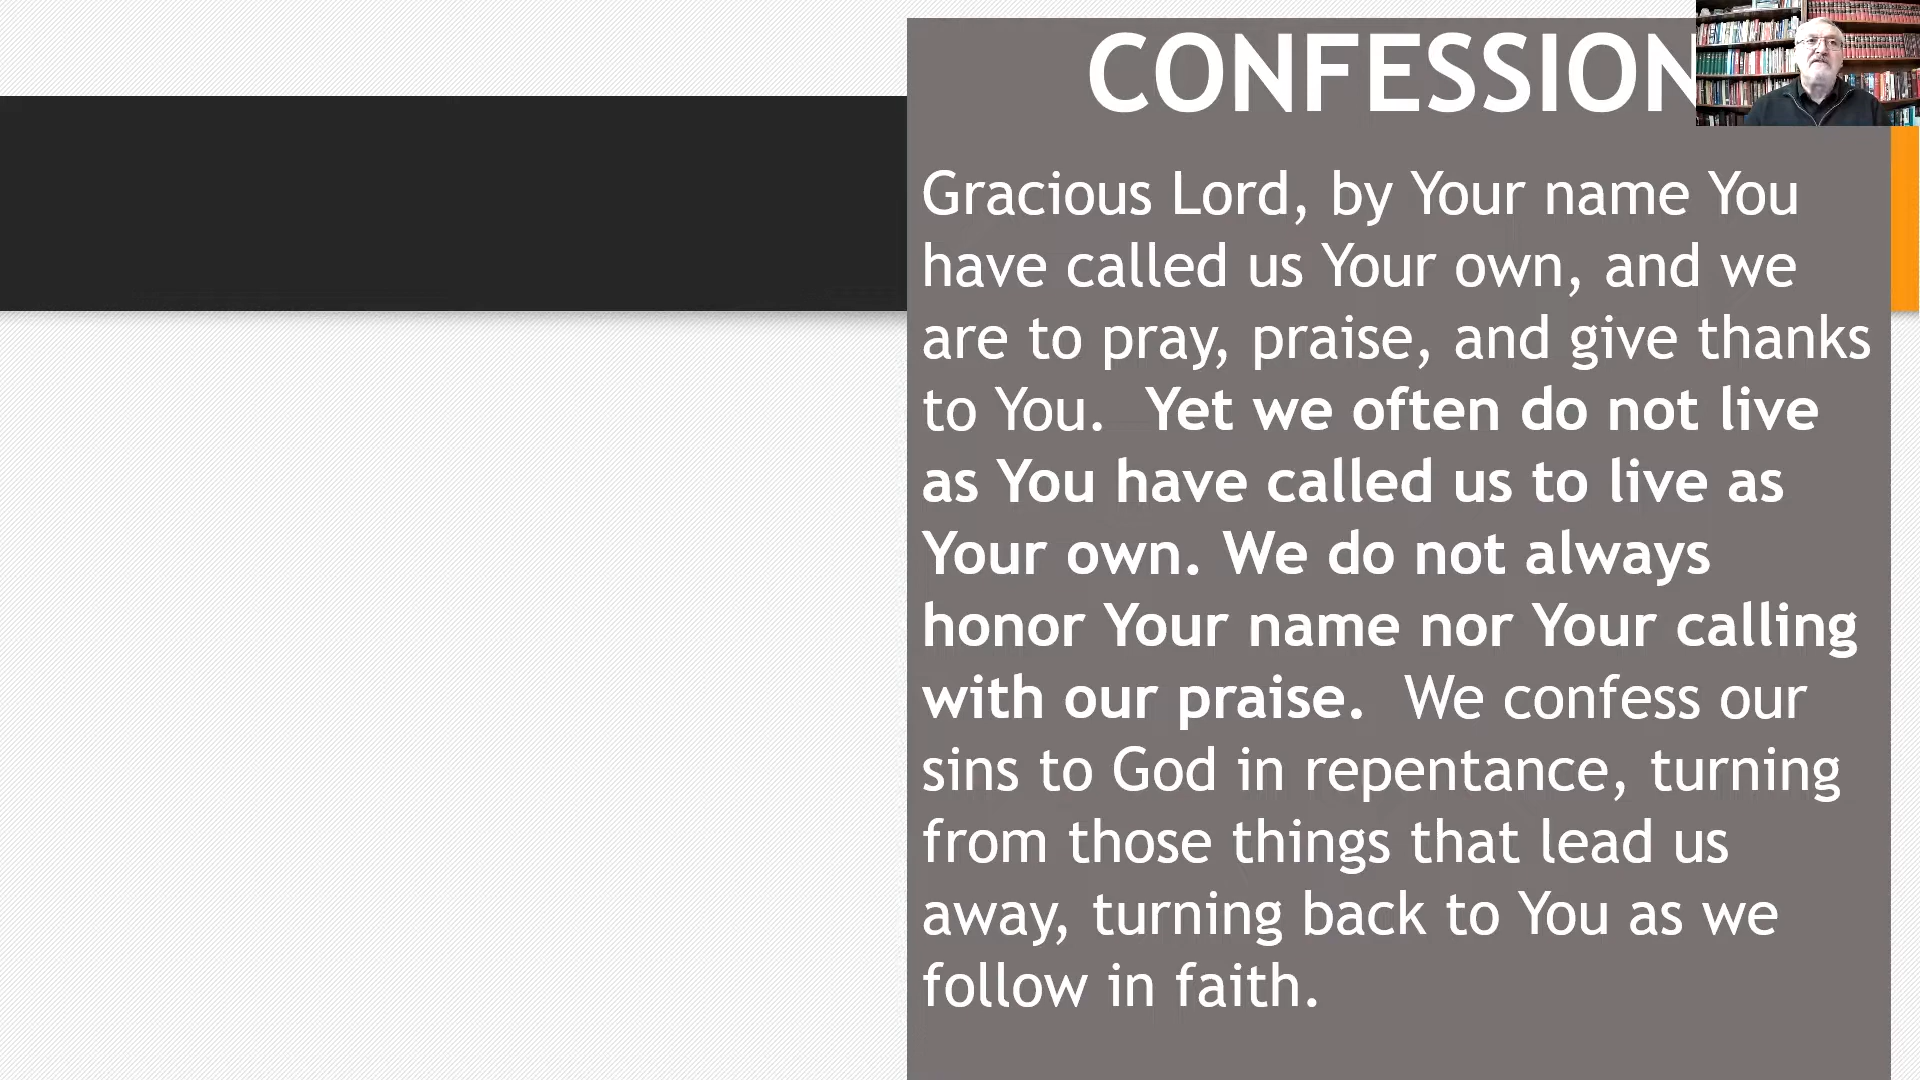 CONFESSION
Gracious Lord, by Your name You
have called us Your own, and we
are to pray, praise, and give thanks
to You.  Yet we often do not live
as You have called us to live as
Your own. We do not always
honor Your name nor Your calling
with our praise.  We confess our
sins to God in repentance, turning
from those things that lead us
away, turning back to You as we
follow in faith.